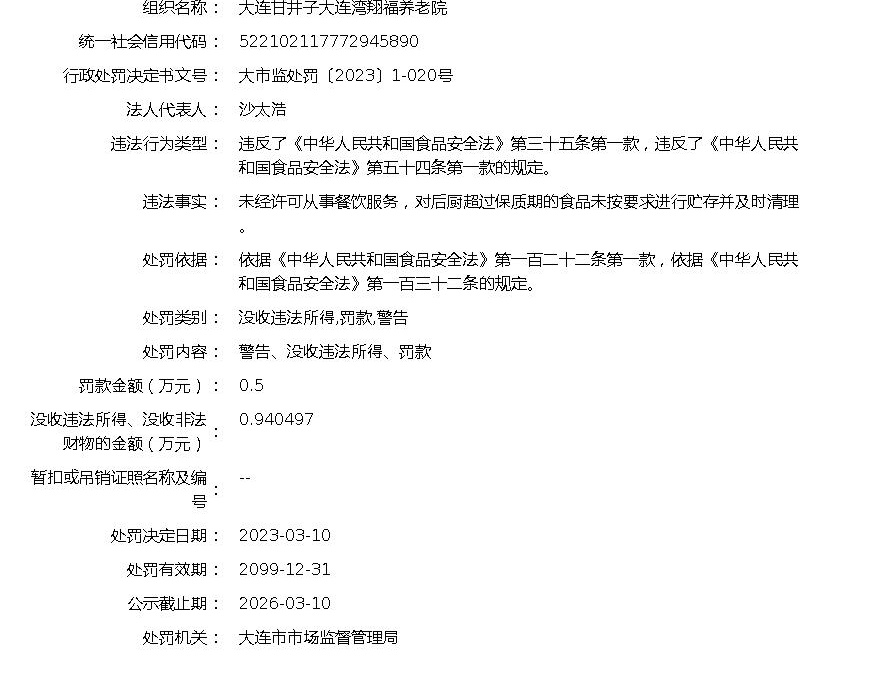 组织名称： 大连甘井子大连湾翔福养老院
统一社会信用代码： 522102117772945890
行政处罚决定书文号： 大市监处罚〔2023〕1-020号
法人代表人： 沙太浩
违法行为类型： 违反了《中华人民共和国食品安全法》第三十五条第一款，违反了《中华人民共
和国食品安全法》第五十四条第一款的规定。
违法事实： 未经许可从事餐饮服务，对后厨超过保质期的食品未按要求进行贮存并及时清理
。
处罚依据： 依据《中华人民共和国食品安全法》第一百二十二条第一款，依据《中华人民共
和国食品安全法》第一百三十二条的规定。
处罚类别： 没收违法所得,罚款,警告
处罚内容： 警告、没收违法所得、罚款
罚款金额（万元）： 0.5
没收违法所得、没收非法
财物的金额（万元）： 0.940497
暂扣或吊销证照名称及编
号： --
处罚决定日期： 2023-03-10
处罚有效期： 2099-12-31
公示截止期： 2026-03-10
处罚机关： 大连市市场监督管理局